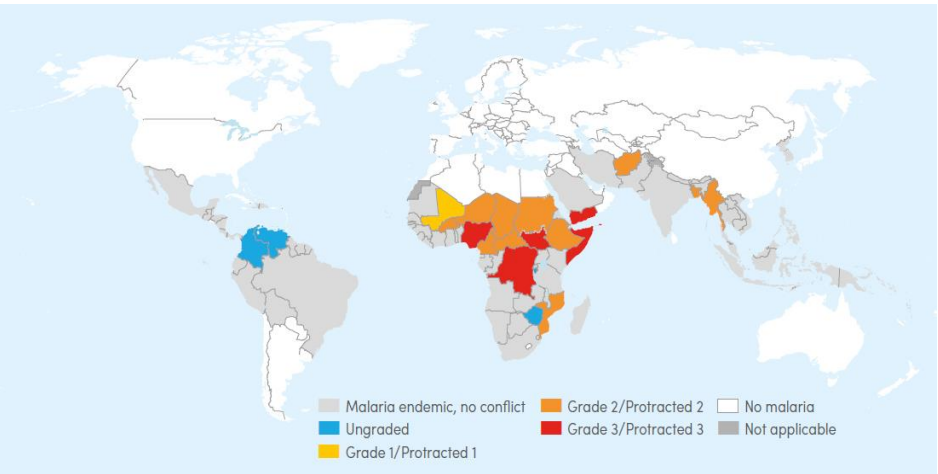 Malaria endemic, no conflict
Ungraded
Grade 1/Protracted 1
Grade 2/Protracted 2
Grade 3/Protracted 3
No malaria
Not applicable